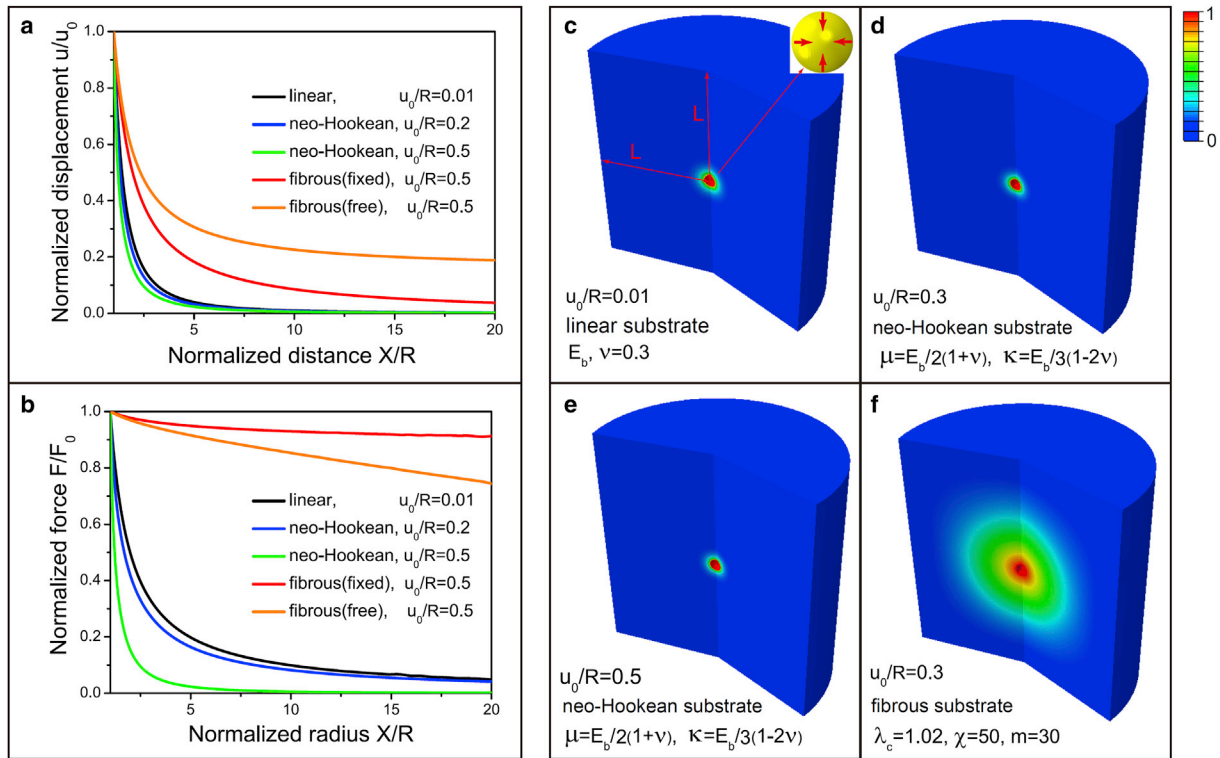 a
Normalized displacement u/u₀
1.0
0.8
0.6
0.4
0.2
0.0
linear, u₀/R=0.01
neo-Hookean, u₀/R=0.2
neo-Hookean, u₀/R=0.5
fibrous(fixed), u₀/R=0.5
fibrous(free), u₀/R=0.5
5 10 15 20
Normalized distance X/R
b
Normalized force F/F₀
1.0
0.8
0.6
0.4
0.2
0.0
linear, u₀/R=0.01
neo-Hookean, u₀/R=0.2
neo-Hookean, u₀/R=0.5
fibrous(fixed), u₀/R=0.5
fibrous(free), u₀/R=0.5
5 10 15 20
Normalized radius X/R
c
L
L
u₀/R=0.01
linear substrate
E_b, ν=0.3
d
u₀/R=0.3
neo-Hookean substrate
μ=E_b/2(1+ν), κ=E_b/3(1-2ν)
1
0
e
u₀/R=0.5
neo-Hookean substrate
μ=E_b/2(1+ν), κ=E_b/3(1-2ν)
f
u₀/R=0.3
fibrous substrate
λ_c=1.02, χ=50, m=30